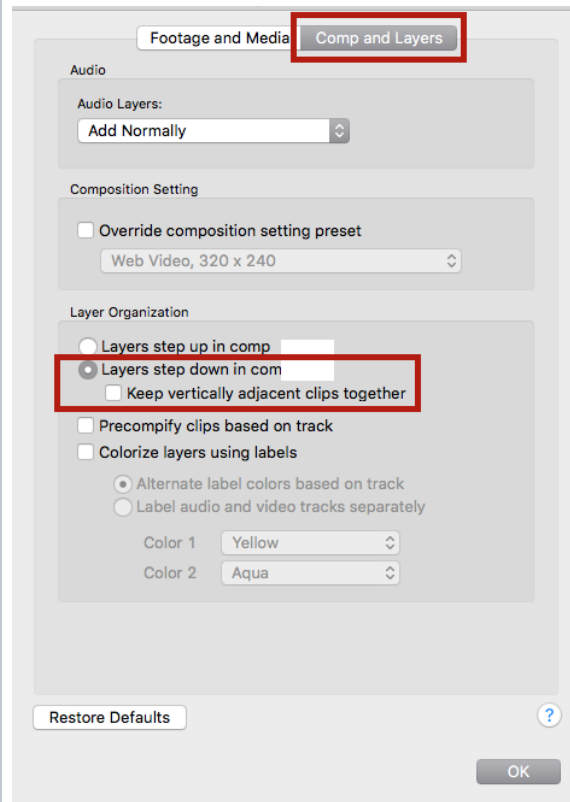 Footage and Media Comp and Layers
Audio
Audio Layers:
Add Normally
Composition Setting
Override composition setting preset
Web Video, 320 x 240
Layer Organization
Layers step up in comp
Layers step down in com
Keep vertically adjacent clips together
Precompify clips based on track
Colorize layers using labels
Alternate label colors based on track
Label audio and video tracks separately
Color 1 Yellow
Color 2 Aqua
Restore Defaults ?
OK